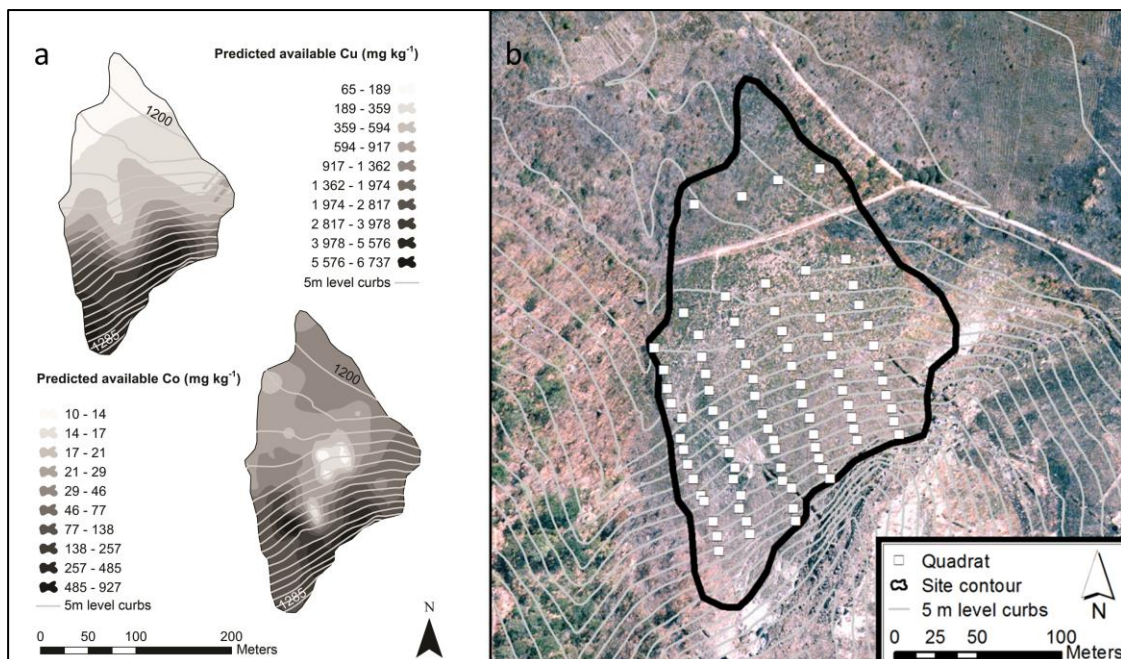 a
Predicted available Cu (mg kg⁻¹)
65 - 189
189 - 359
359 - 594
594 - 917
917 - 1 362
1 362 - 1 974
1 974 - 2 817
2 817 - 3 978
3 978 - 5 576
5 576 - 6 737
5m level curbs
1200
1285
Predicted available Co (mg kg⁻¹)
10 - 14
14 - 17
17 - 21
21 - 29
29 - 46
46 - 77
77 - 138
138 - 257
257 - 485
485 - 927
5m level curbs
1200
1285
N
0 50 100 200
Meters
b
Quadrat
Site contour
5 m level curbs
N
0 25 50 100
Meters